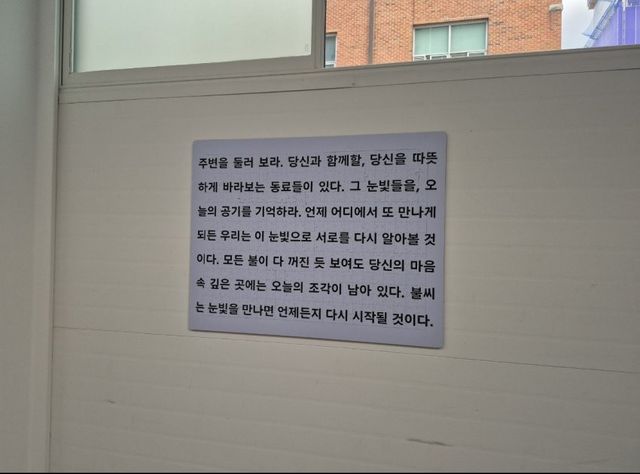 주변을 둘러 보라. 당신과 함께할, 당신을 따뜻
하게 바라보는 동료들이 있다. 그 눈빛들을, 오
늘의 공기를 기억하라. 언제 어디에서 또 만나게
되든 우리는 이 눈빛으로 서로를 다시 알아볼 것
이다. 모든 불이 다 꺼진 듯 보여도 당신의 마음
속 깊은 곳에는 오늘의 조각이 남아 있다. 불씨
는 눈빛을 만나면 언제든지 다시 시작될 것이다.